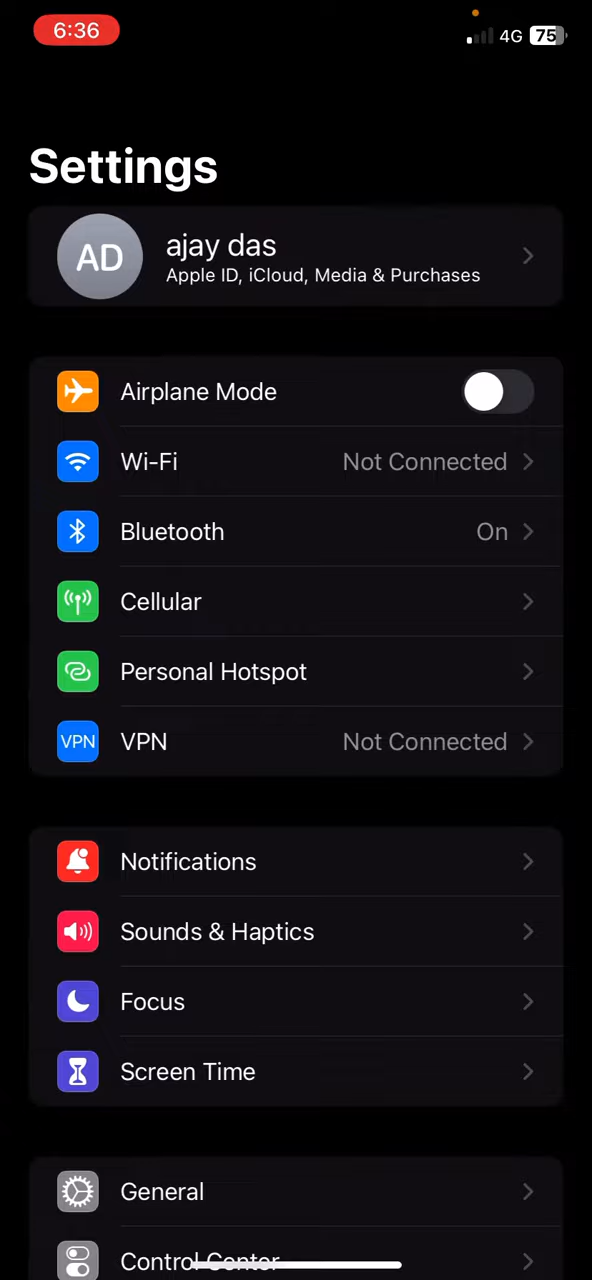 6:36
4G 75
Settings
AD
ajay das
Apple ID, iCloud, Media & Purchases
Airplane Mode
Wi-Fi Not Connected
Bluetooth On
Cellular
Personal Hotspot
VPN VPN Not Connected
Notifications
Sounds & Haptics
Focus
Screen Time
General
Control Center